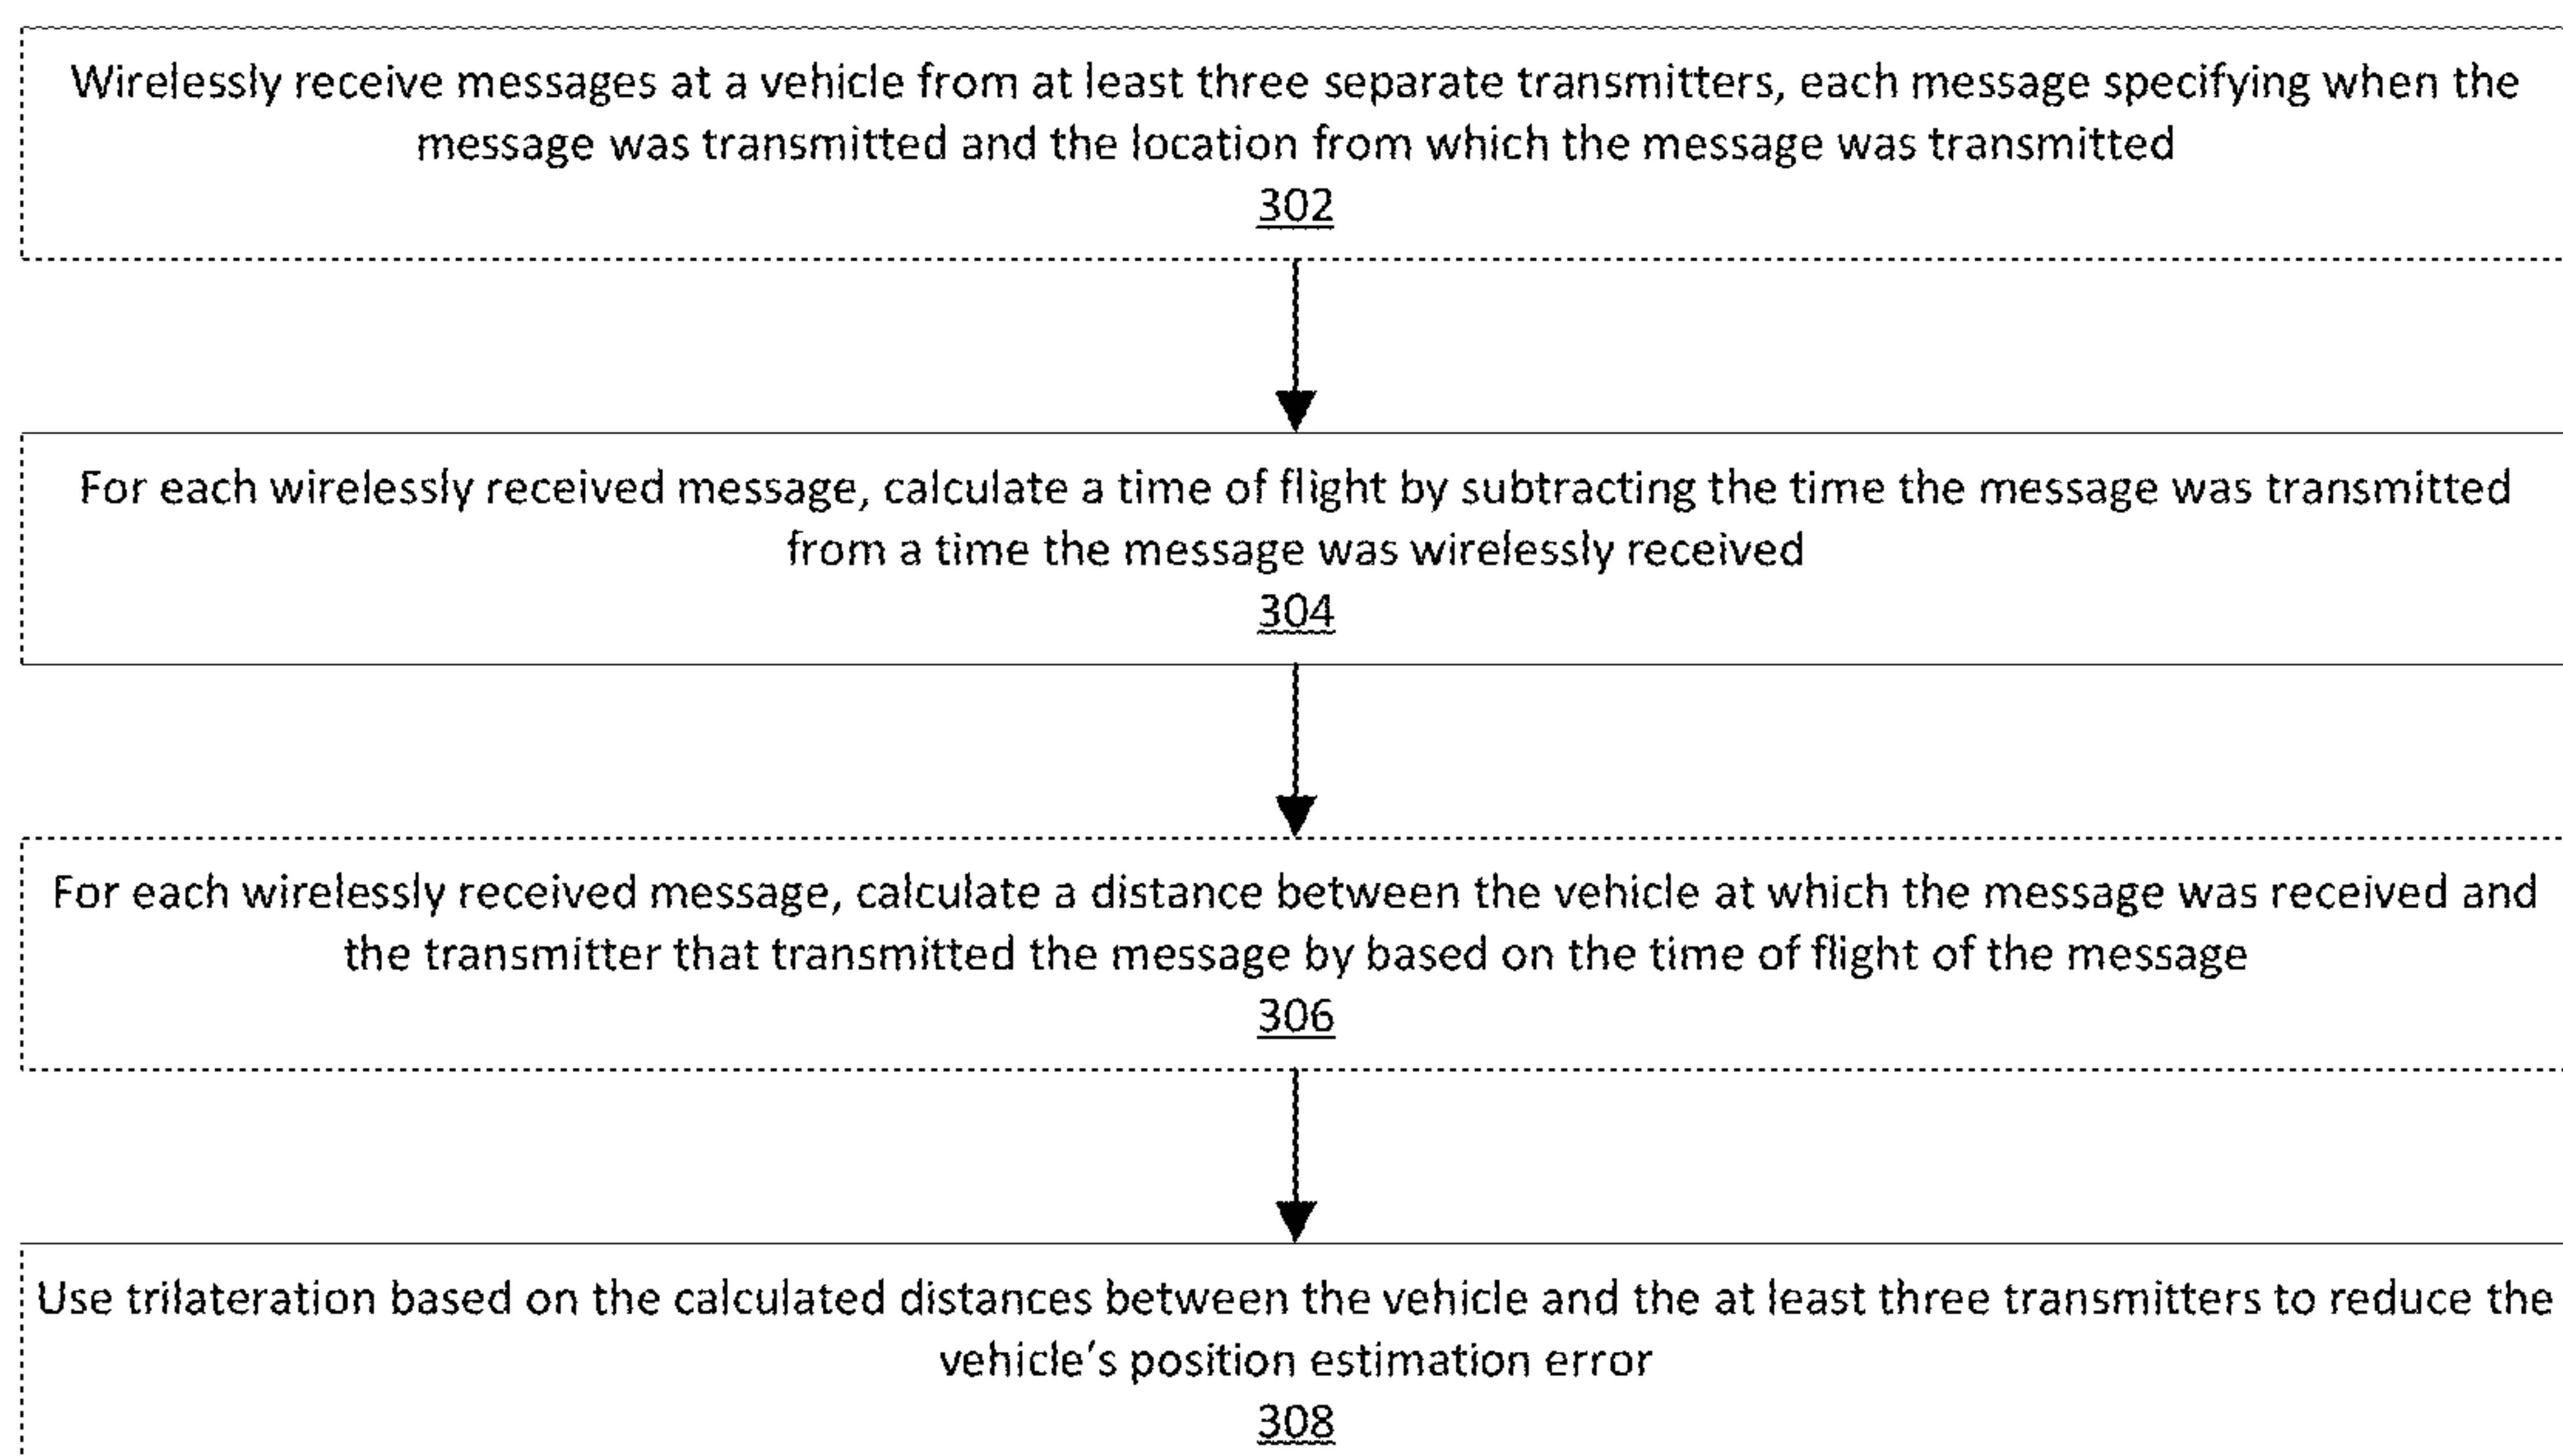 Wirelessly receive messages at a vehicle from at least three separate transmitters, each message specifying when the
message was transmitted and the location from which the message was transmitted
302
For each wirelessly received message, calculate a time of flight by subtracting the time the message was transmitted
from a time the message was wirelessly received
304
For each wirelessly received message, calculate a distance between the vehicle at which the message was received and
the transmitter that transmitted the message by based on the time of flight of the message
306
Use trilateration based on the calculated distances between the vehicle and the at least three transmitters to reduce the
vehicle's position estimation error
308